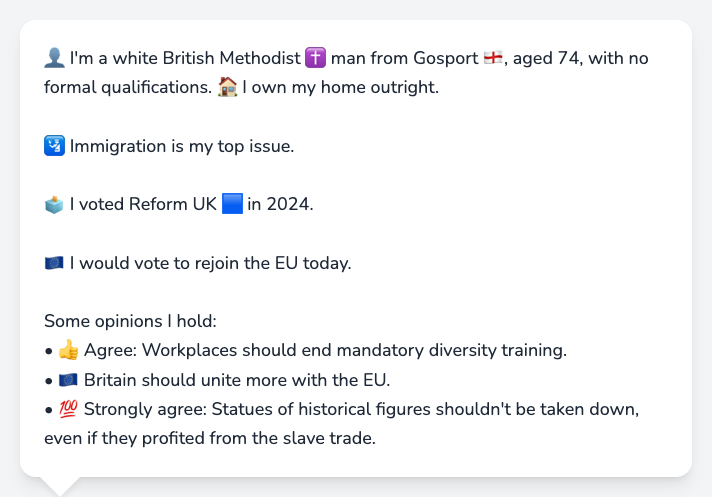 👤 I'm a white British Methodist ✝️ man from Gosport 🏴󠁧󠁢󠁥󠁮󠁧󠁿, aged 74, with no
formal qualifications. 🏠 I own my home outright.
🛂 Immigration is my top issue.
🗳️ I voted Reform UK 🟦 in 2024.
🇪🇺 I would vote to rejoin the EU today.
Some opinions I hold:
• 👍 Agree: Workplaces should end mandatory diversity training.
• 🇪🇺 Britain should unite more with the EU.
• 💯 Strongly agree: Statues of historical figures shouldn't be taken down,
even if they profited from the slave trade.